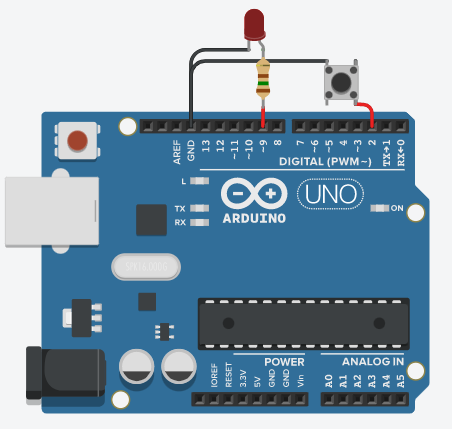 AREF
GND
13
12
~11
~10
~9
8
7
~6
~5
4
~3
2
TX→1
RX←0
DIGITAL (PWM~)
L
TX
RX
ARDUINO
UNO
ON
POWER
ANALOG IN
IOREF
RESET
3.3V
5V
GND
GND
Vin
A0
A1
A2
A3
A4
A5